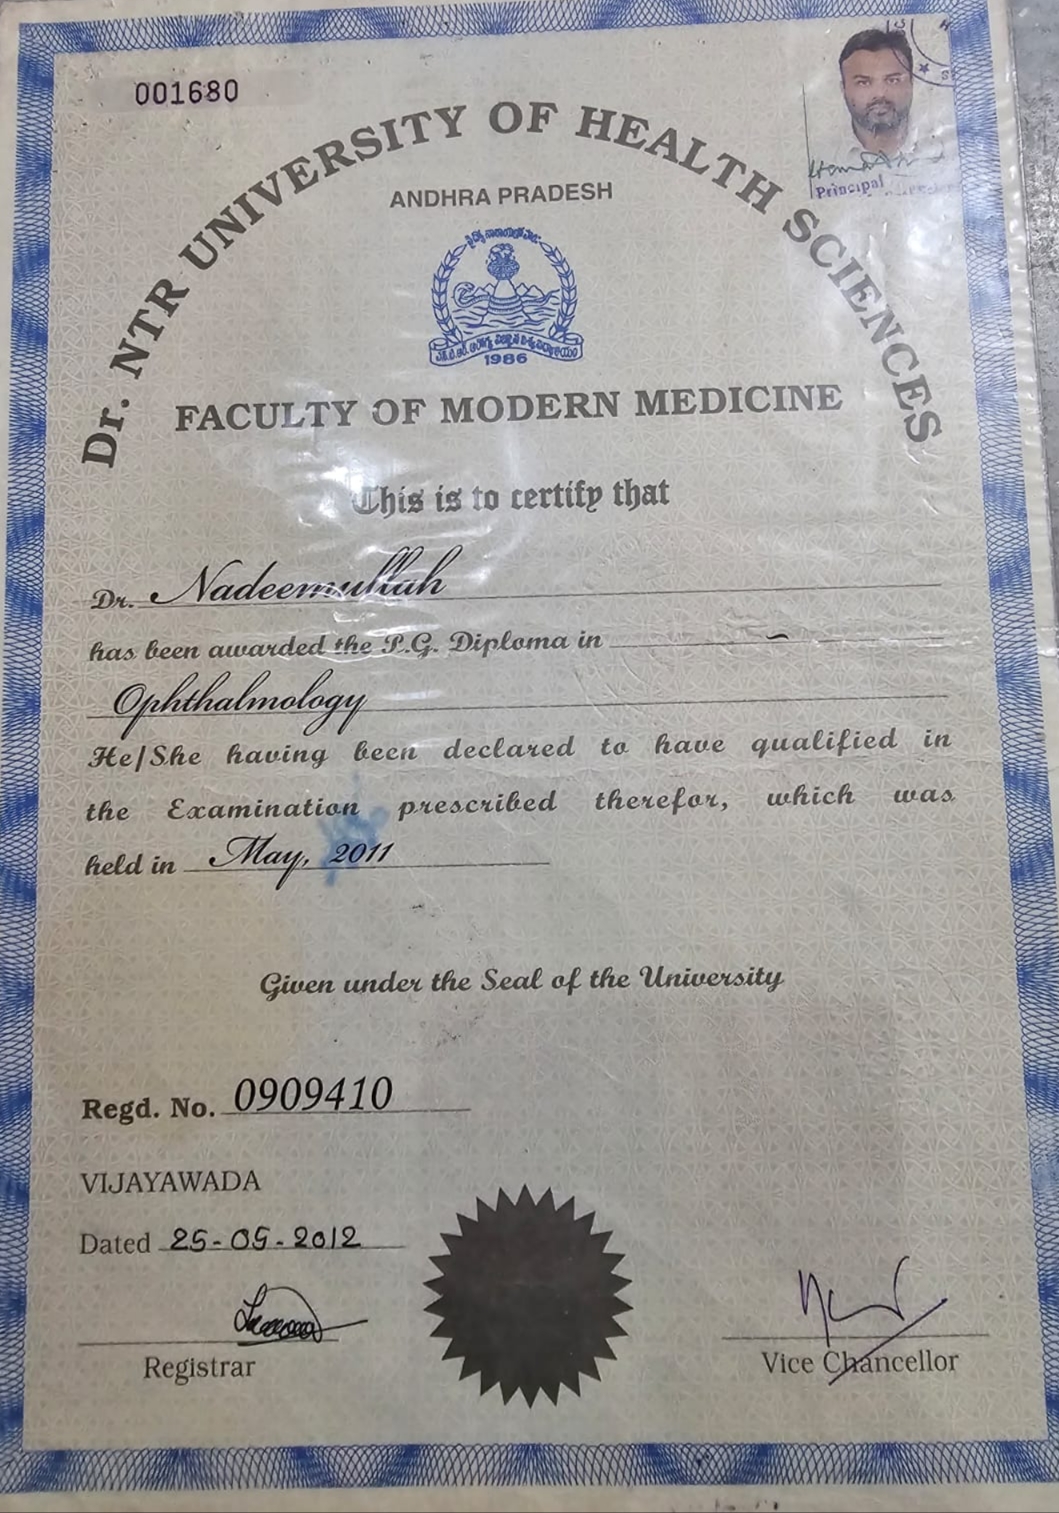 001680
Dr. NTR UNIVERSITY OF HEALTH SCIENCES
Principal
ANDHRA PRADESH
1986
FACULTY OF MODERN MEDICINE
This is to certify that
Dr. Nadeemullah
has been awarded the P.G. Diploma in
Ophthalmology
He/She having been declared to have qualified in
the Examination prescribed therefor, which was
held in May, 2011
Given under the Seal of the University
Regd. No. 0909410
VIJAYAWADA
Dated 25-05-2012
Registrar
Vice Chancellor